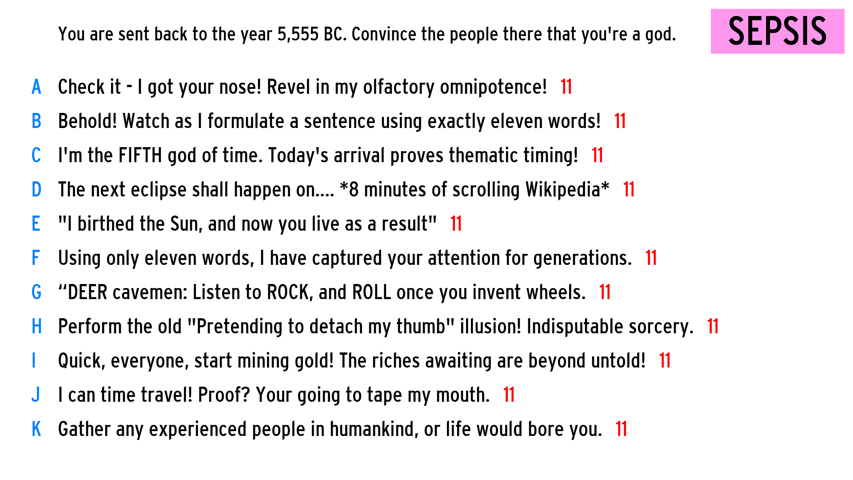 You are sent back to the year 5,555 BC. Convince the people there that you're a god.
SEPSIS
A Check it - I got your nose! Revel in my olfactory omnipotence! 11
B Behold! Watch as I formulate a sentence using exactly eleven words! 11
C I'm the FIFTH god of time. Today's arrival proves thematic timing! 11
D The next eclipse shall happen on.... *8 minutes of scrolling Wikipedia* 11
E "I birthed the Sun, and now you live as a result" 11
F Using only eleven words, I have captured your attention for generations. 11
G “DEER cavemen: Listen to ROCK, and ROLL once you invent wheels. 11
H Perform the old "Pretending to detach my thumb" illusion! Indisputable sorcery. 11
I Quick, everyone, start mining gold! The riches awaiting are beyond untold! 11
J I can time travel! Proof? Your going to tape my mouth. 11
K Gather any experienced people in humankind, or life would bore you. 11